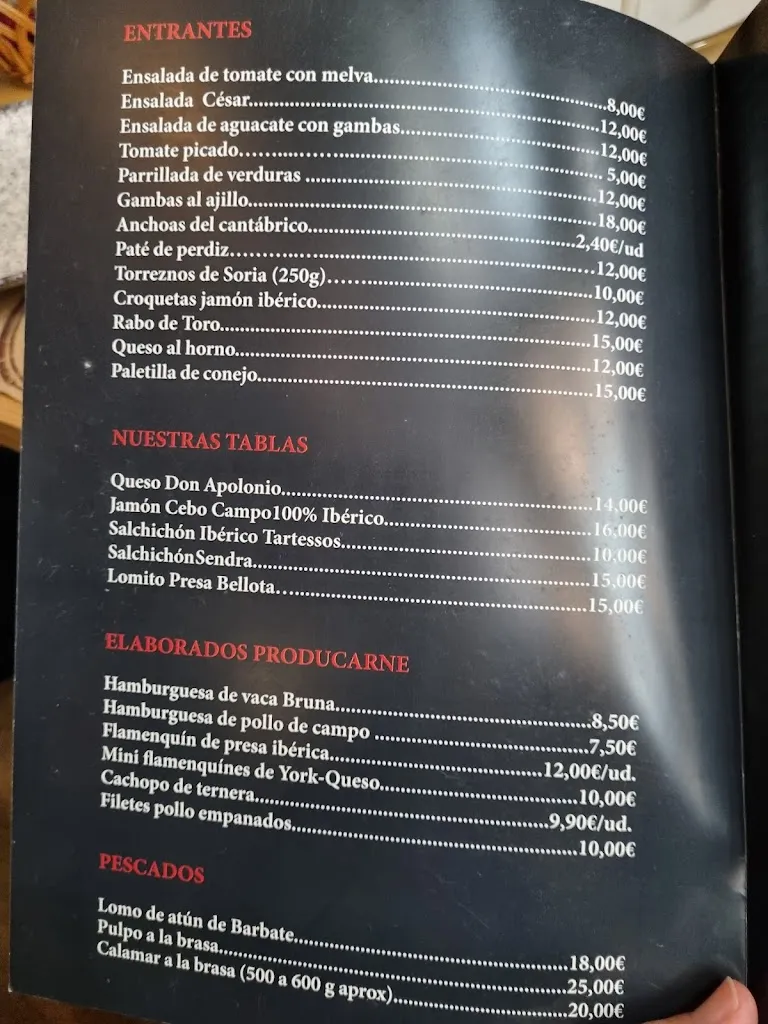 ENTRANTES
Ensalada de tomate con melva..........8,00€
Ensalada César..........12,00€
Ensalada de aguacate con gambas..........12,00€
Tomate picado..........5,00€
Parrillada de verduras ..........12,00€
Gambas al ajillo..........18,00€
Anchoas del cantábrico..........2,40€/ud
Paté de perdiz..........12,00€
Torreznos de Soria (250g)..........10,00€
Croquetas jamón ibérico..........12,00€
Rabo de Toro..........15,00€
Queso al horno..........12,00€
Paletilla de conejo..........15,00€
NUESTRAS TABLAS
Queso Don Apolonio..........14,00€
Jamón Cebo Campo100% Ibérico..........16,00€
Salchichón Ibérico Tartessos..........10,00€
SalchichónSendra..........15,00€
Lomito Presa Bellota..........15,00€
ELABORADOS PRODUCARNE
Hamburguesa de vaca Bruna..........8,50€
Hamburguesa de pollo de campo ..........7,50€
Flamenquín de presa ibérica..........12,00€/ud.
Mini flamenquínes de York-Queso..........10,00€
Cachopo de ternera..........9,90€/ud.
Filetes pollo empanados..........10,00€
PESCADOS
Lomo de atún de Barbate..........18,00€
Pulpo a la brasa..........25,00€
Calamar a la brasa (500 a 600 g aprox)..........20,00€